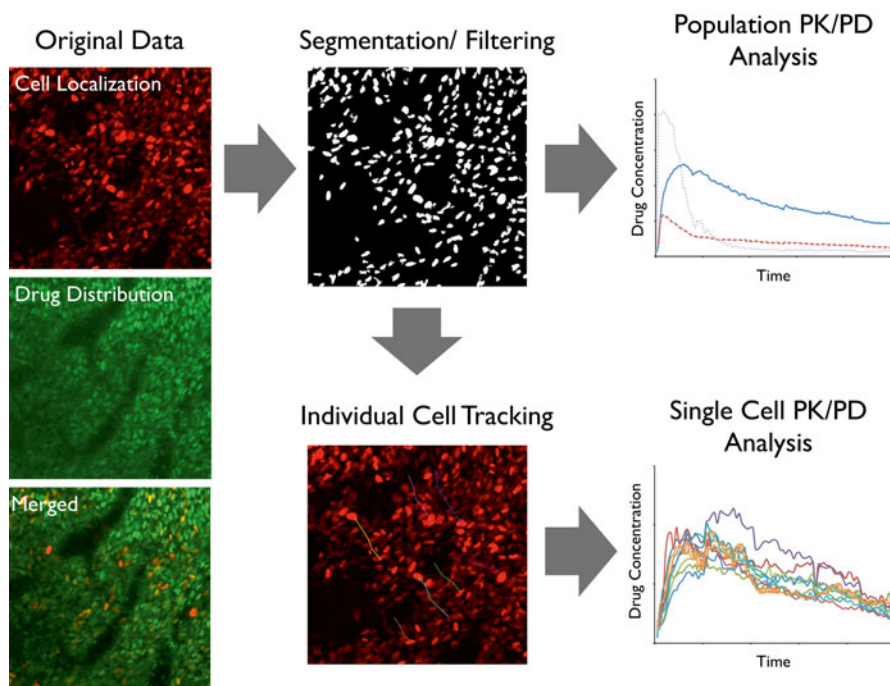 Original Data
Cell Localization
Drug Distribution
Merged
Segmentation/ Filtering
Individual Cell Tracking
Population PK/PD
Analysis
Drug Concentration
Time
Single Cell PK/PD
Analysis
Drug Concentration
Time